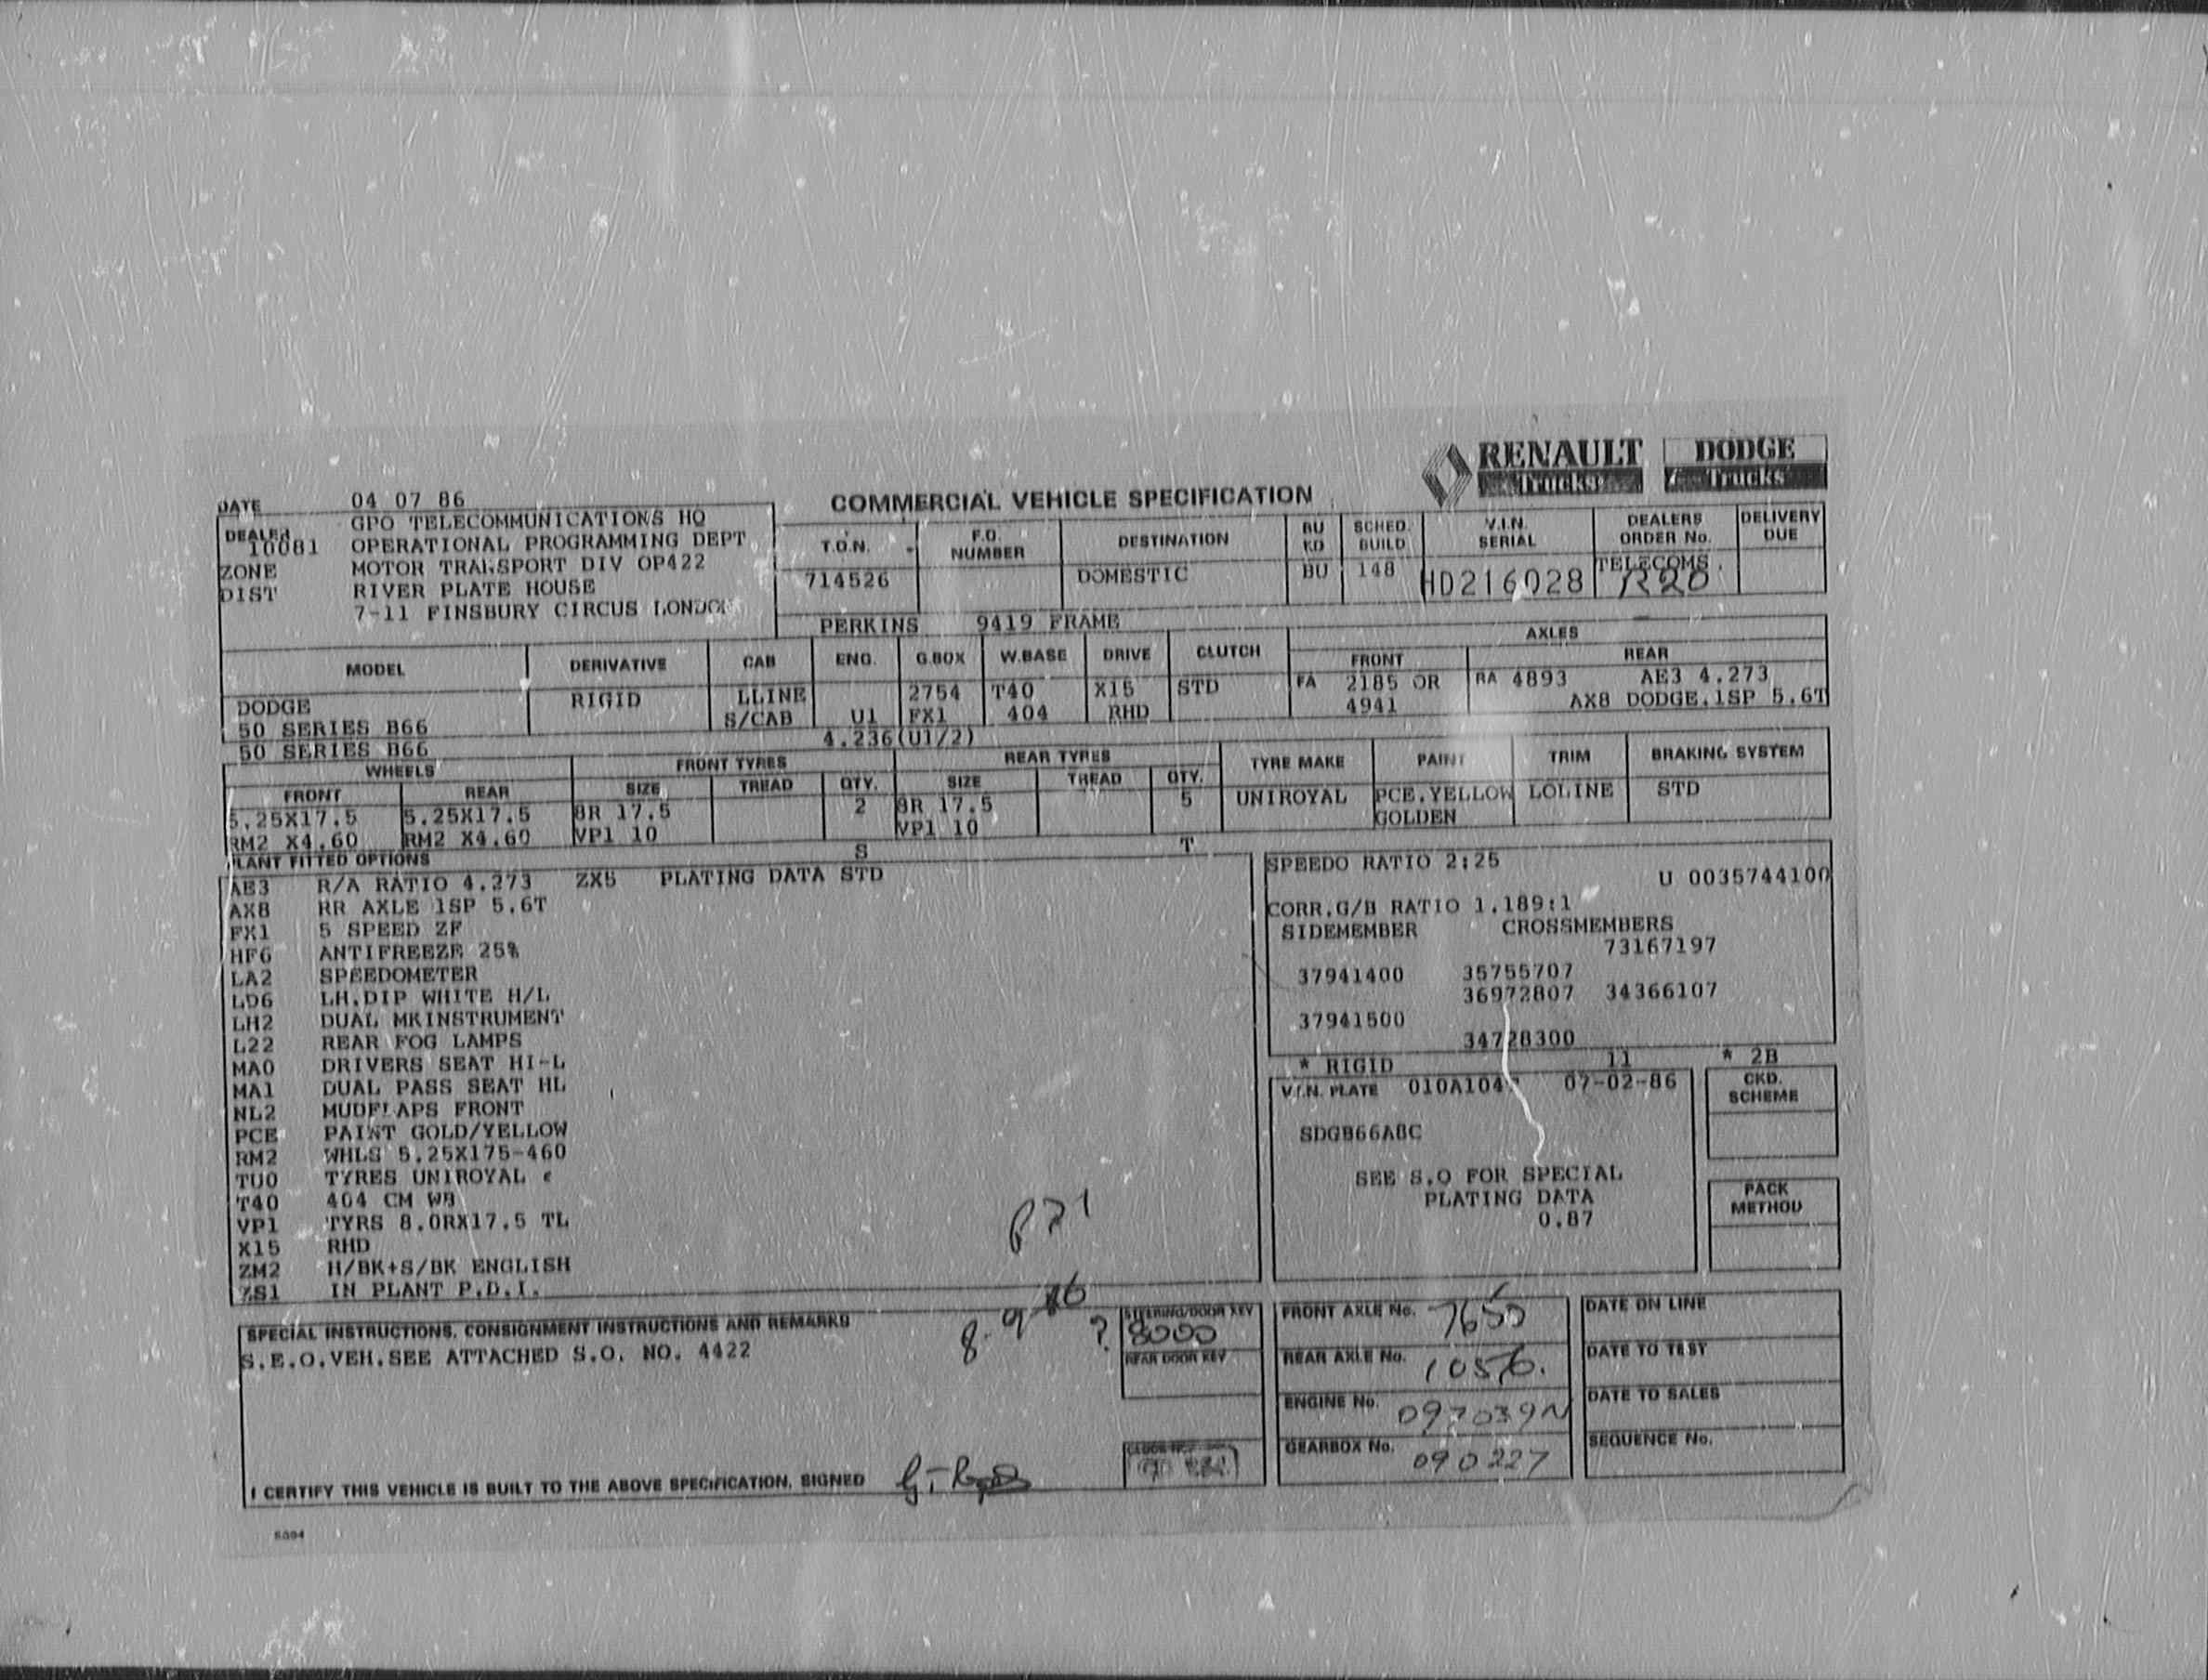 RENAULT Trucks DODGE Trucks
COMMERCIAL VEHICLE SPECIFICATION
DATE 04 07 86
DEALER 10081 GPO TELECOMMUNICATIONS HQ
OPERATIONAL PROGRAMMING DEPT
ZONE MOTOR TRANSPORT DIV OP422
DIST RIVER PLATE HOUSE
7-11 FINSBURY CIRCUS LONDON
T.O.N. F.O. NUMBER DESTINATION BU KD SCHED. BUILD V.I.N. SERIAL DEALERS ORDER No. DELIVERY DUE
714526 DOMESTIC BU 148 HD216028 TELECOMS R20
PERKINS 9419 FRAME
MODEL DERIVATIVE CAB ENG. G.BOX W.BASE DRIVE CLUTCH AXLES
FRONT REAR
DODGE RIGID LLINE 2754 T40 X15 STD FA 2185 OR RA 4893 AE3 4.273
50 SERIES B66 S/CAB U1 FX1 404 RHD 4941 AX8 DODGE.1SP 5.6T
50 SERIES B66 4.236(U1/2)
WHEELS FRONT TYRES REAR TYRES TYRE MAKE PAINT TRIM BRAKING SYSTEM
FRONT REAR SIZE TREAD QTY. SIZE TREAD QTY.
5.25X17.5 5.25X17.5 8R 17.5 2 8R 17.5 5 UNIROYAL PCE.YELLOW LOLINE STD
RM2 X4.60 RM2 X4.60 VP1 10 VP1 10 GOLDEN
S T
PLANT FITTED OPTIONS
AE3 R/A RATIO 4.273 ZX5 PLATING DATA STD
AX8 RR AXLE 1SP 5.6T
FX1 5 SPEED ZF
HF6 ANTIFREEZE 25%
LA2 SPEEDOMETER
LD6 LH.DIP WHITE H/L
LH2 DUAL MKINSTRUMENT
L22 REAR FOG LAMPS
MA0 DRIVERS SEAT HI-L
MA1 DUAL PASS SEAT HL
NL2 MUDFLAPS FRONT
PCE PAINT GOLD/YELLOW
RM2 WHLS 5.25X175-460
TU0 TYRES UNIROYAL
T40 404 CM WB
VP1 TYRS 8.0RX17.5 TL
X15 RHD
ZM2 H/BK+S/BK ENGLISH
ZS1 IN PLANT P.D.I.
SPEEDO RATIO 2:25
U 0035744100
CORR.G/B RATIO 1.189:1
SIDEMEMBER CROSSMEMBERS
73167197
37941400 35755707
36972807 34366107
37941500
34728300
* RIGID 11 * 2B
V.I.N. PLATE 010A104 07-02-86
CKD. SCHEME
SDGB66A8C
SEE S.O FOR SPECIAL
PLATING DATA
0.87
PACK METHOD
8.9.86
SPECIAL INSTRUCTIONS, CONSIGNMENT INSTRUCTIONS AND REMARKS
S.E.O.VEH.SEE ATTACHED S.O. NO. 4422
?
STEERING/DOOR KEY 8000
REAR DOOR KEY
FRONT AXLE No. 7655
REAR AXLE No. 10576.
ENGINE No. 097039N
GEARBOX No. 090227
DATE ON LINE
DATE TO TEST
DATE TO SALES
SEQUENCE No.
I CERTIFY THIS VEHICLE IS BUILT TO THE ABOVE SPECIFICATION, SIGNED